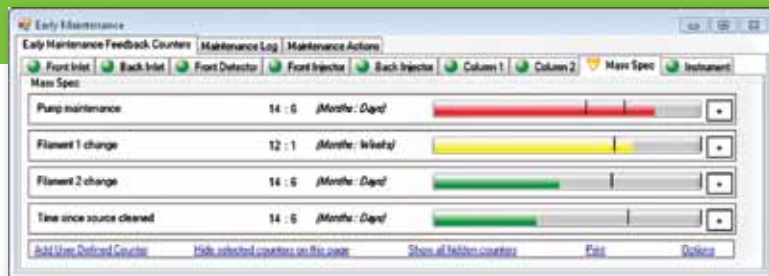 Early Maintenance
Early Maintenance Feedback Counters Maintenance Log Maintenance Actions
Front Inlet Back Inlet Front Detector Front Injector Back Injector Column 1 Column 2 Mass Spec Instrument
Mass Spec
Pump maintenance 14 : 6 (Months : Days)
Filament 1 change 12 : 1 (Months : Weeks)
Filament 2 change 14 : 6 (Months : Days)
Time since source cleaned 14 : 6 (Months : Days)
Add User Defined Counter Hide selected counters on this page Show all hidden counters Print Options